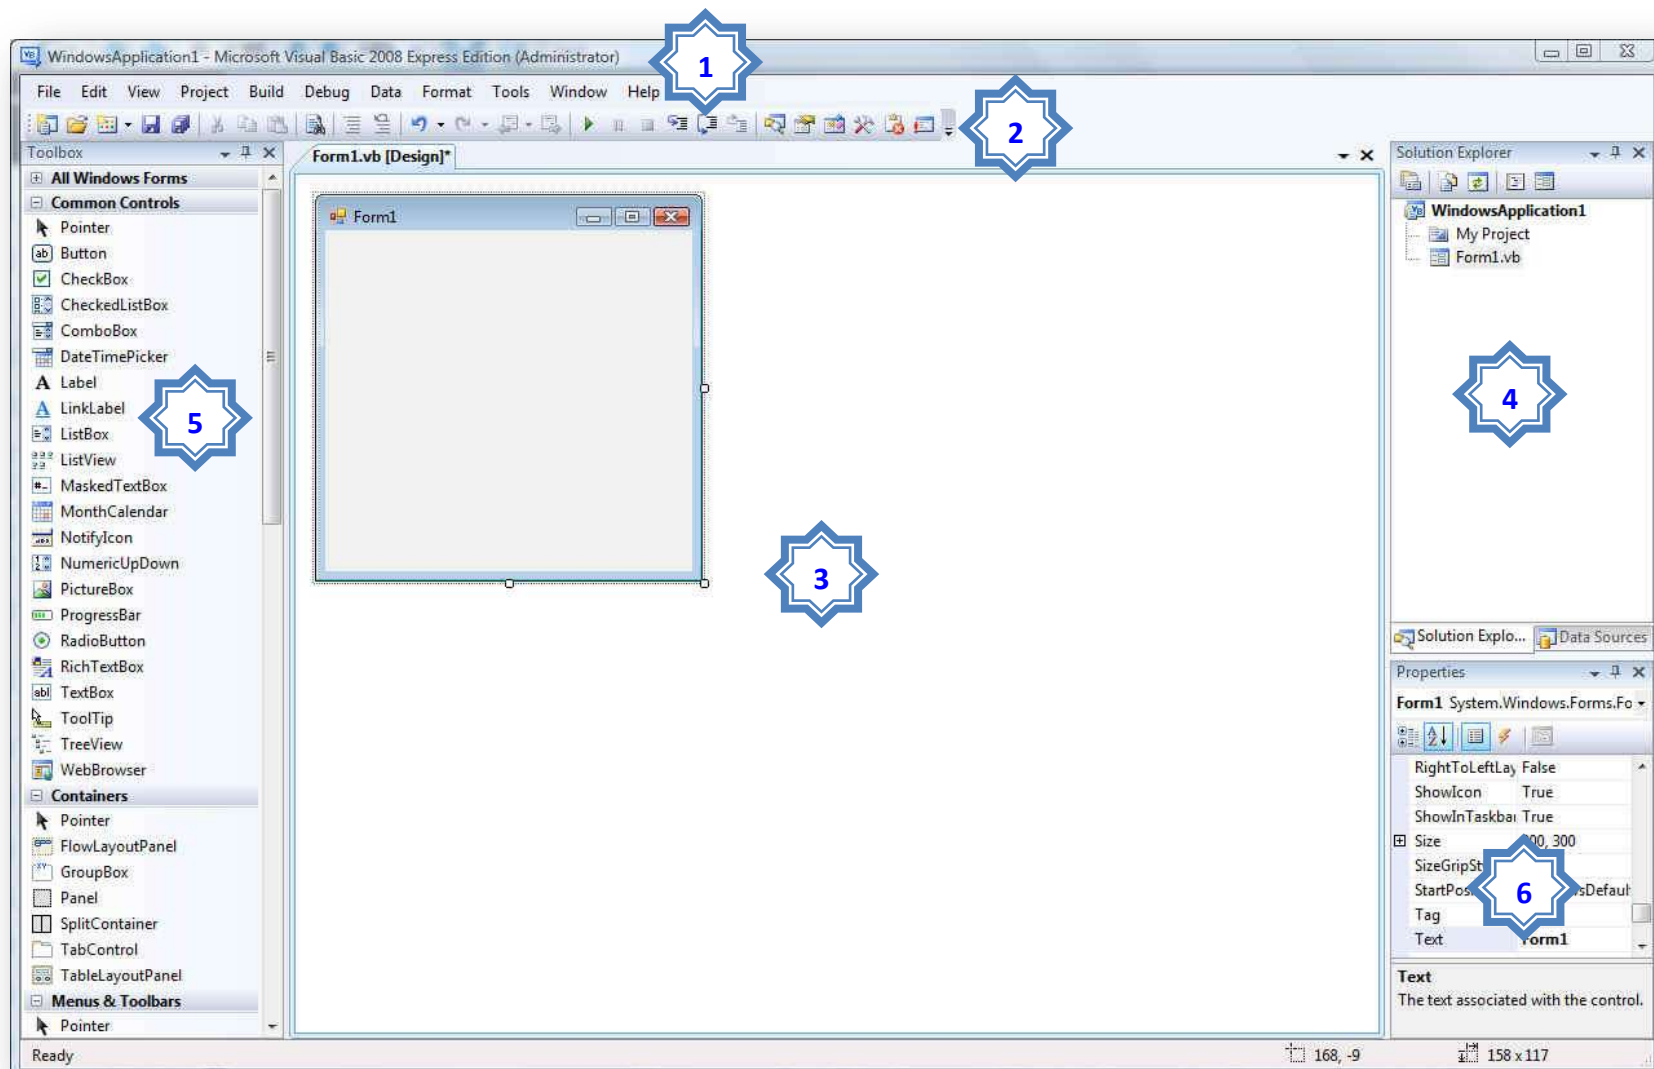 WindowsApplication1 - Microsoft Visual Basic 2008 Express Edition (Administrator)
1
File Edit View Project Build Debug Data Format Tools Window Help
2
Toolbox
All Windows Forms
Common Controls
Pointer
Button
CheckBox
CheckedListBox
ComboBox
DateTimePicker
Label
LinkLabel
ListBox
ListView
MaskedTextBox
MonthCalendar
NotifyIcon
NumericUpDown
PictureBox
ProgressBar
RadioButton
RichTextBox
TextBox
ToolTip
TreeView
WebBrowser
Containers
Pointer
FlowLayoutPanel
GroupBox
Panel
SplitContainer
TabControl
TableLayoutPanel
Menus & Toolbars
Pointer
5
Form1.vb [Design]*
Form1
3
Solution Explorer
WindowsApplication1
My Project
Form1.vb
4
Solution Explo... Data Sources
Properties
Form1 System.Windows.Forms.Fo
RightToLeftLay False
ShowIcon True
ShowInTaskbar True
Size 300, 300
SizeGripSt
StartPos sDefault
Tag
Text Form1
6
Text
The text associated with the control.
Ready 168, -9 158 x 117